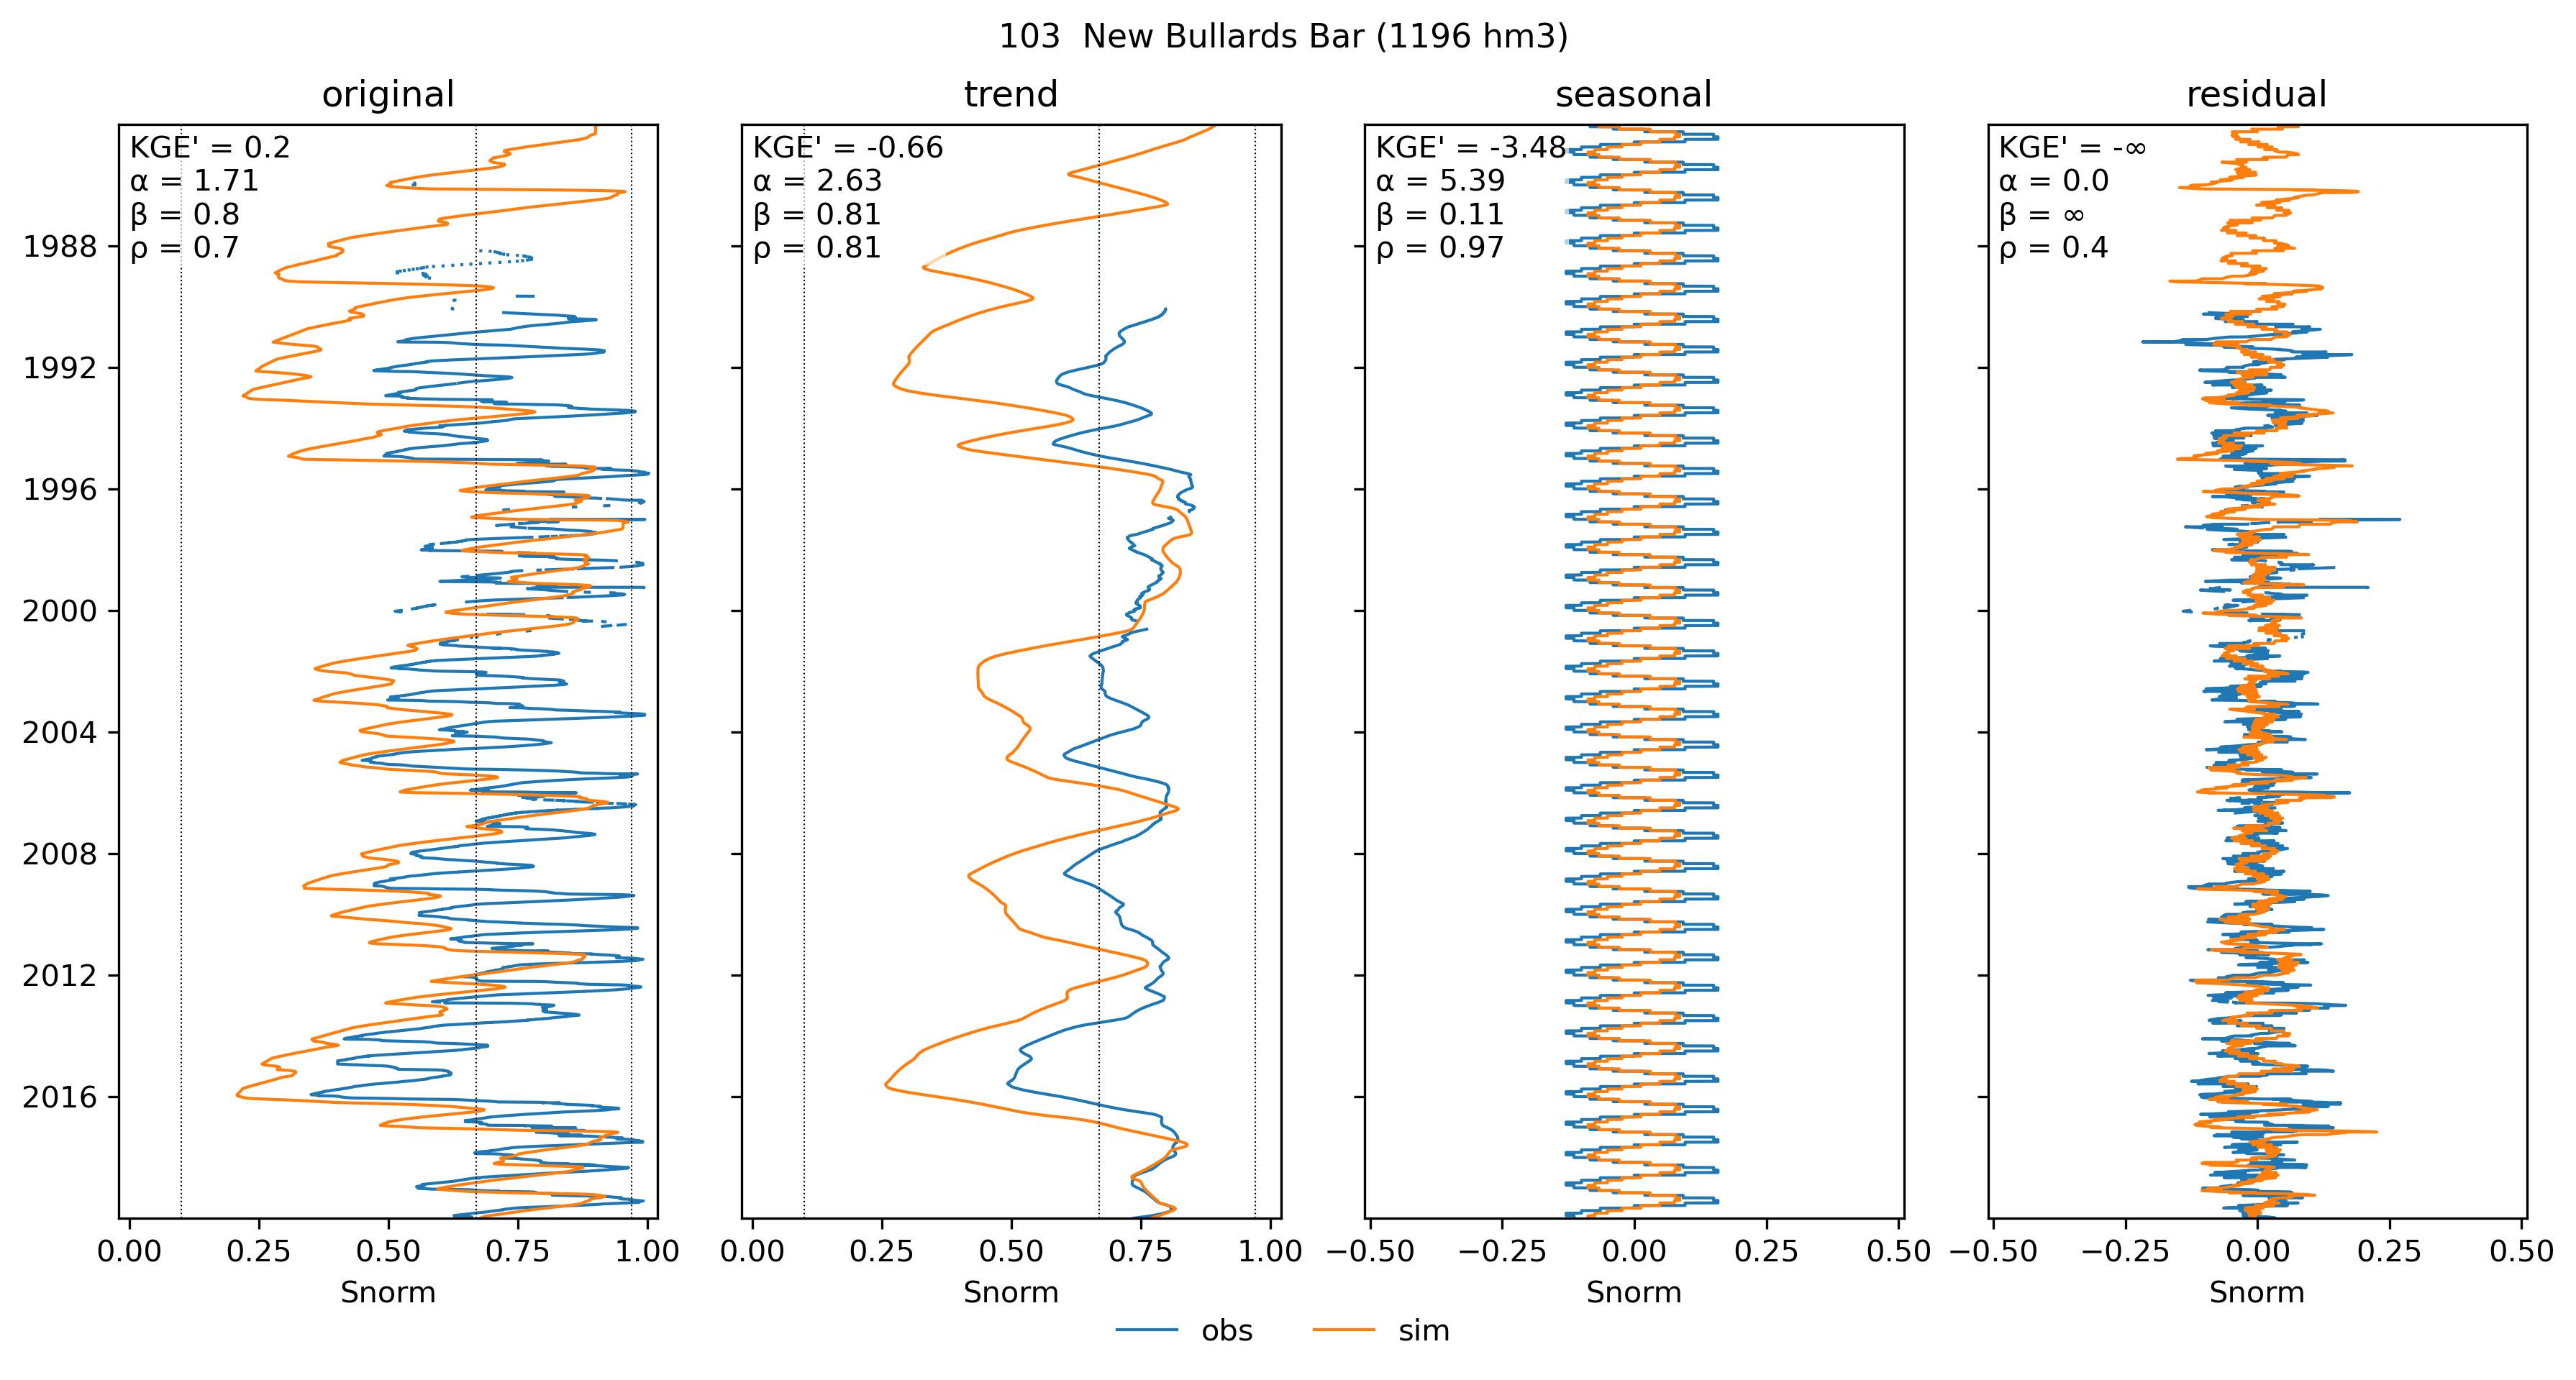 103  New Bullards Bar (1196 hm3)
original
trend
seasonal
residual
KGE' = 0.2
α = 1.71
β = 0.8
ρ = 0.7
KGE' = -0.66
α = 2.63
β = 0.81
ρ = 0.81
KGE' = -3.48
α = 5.39
β = 0.11
ρ = 0.97
KGE' = -∞
α = 0.0
β = ∞
ρ = 0.4
1988
1992
1996
2000
2004
2008
2012
2016
0.00 0.25 0.50 0.75 1.00
0.00 0.25 0.50 0.75 1.00
−0.50 −0.25 0.00 0.25 0.50
−0.50 −0.25 0.00 0.25 0.50
Snorm
Snorm
Snorm
Snorm
obs
sim